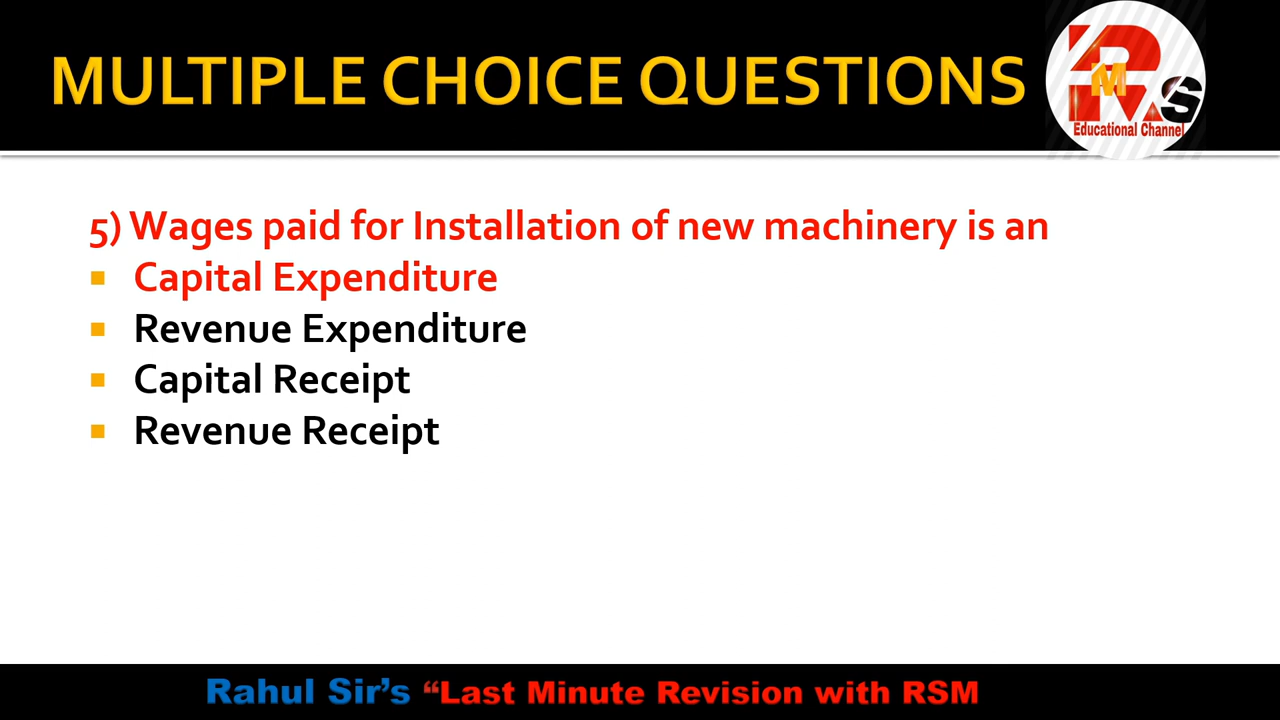 MULTIPLE CHOICE QUESTIONS
RMS
Educational Channel
5) Wages paid for Installation of new machinery is an
Capital Expenditure
Revenue Expenditure
Capital Receipt
Revenue Receipt
Rahul Sir’s “Last Minute Revision with RSM